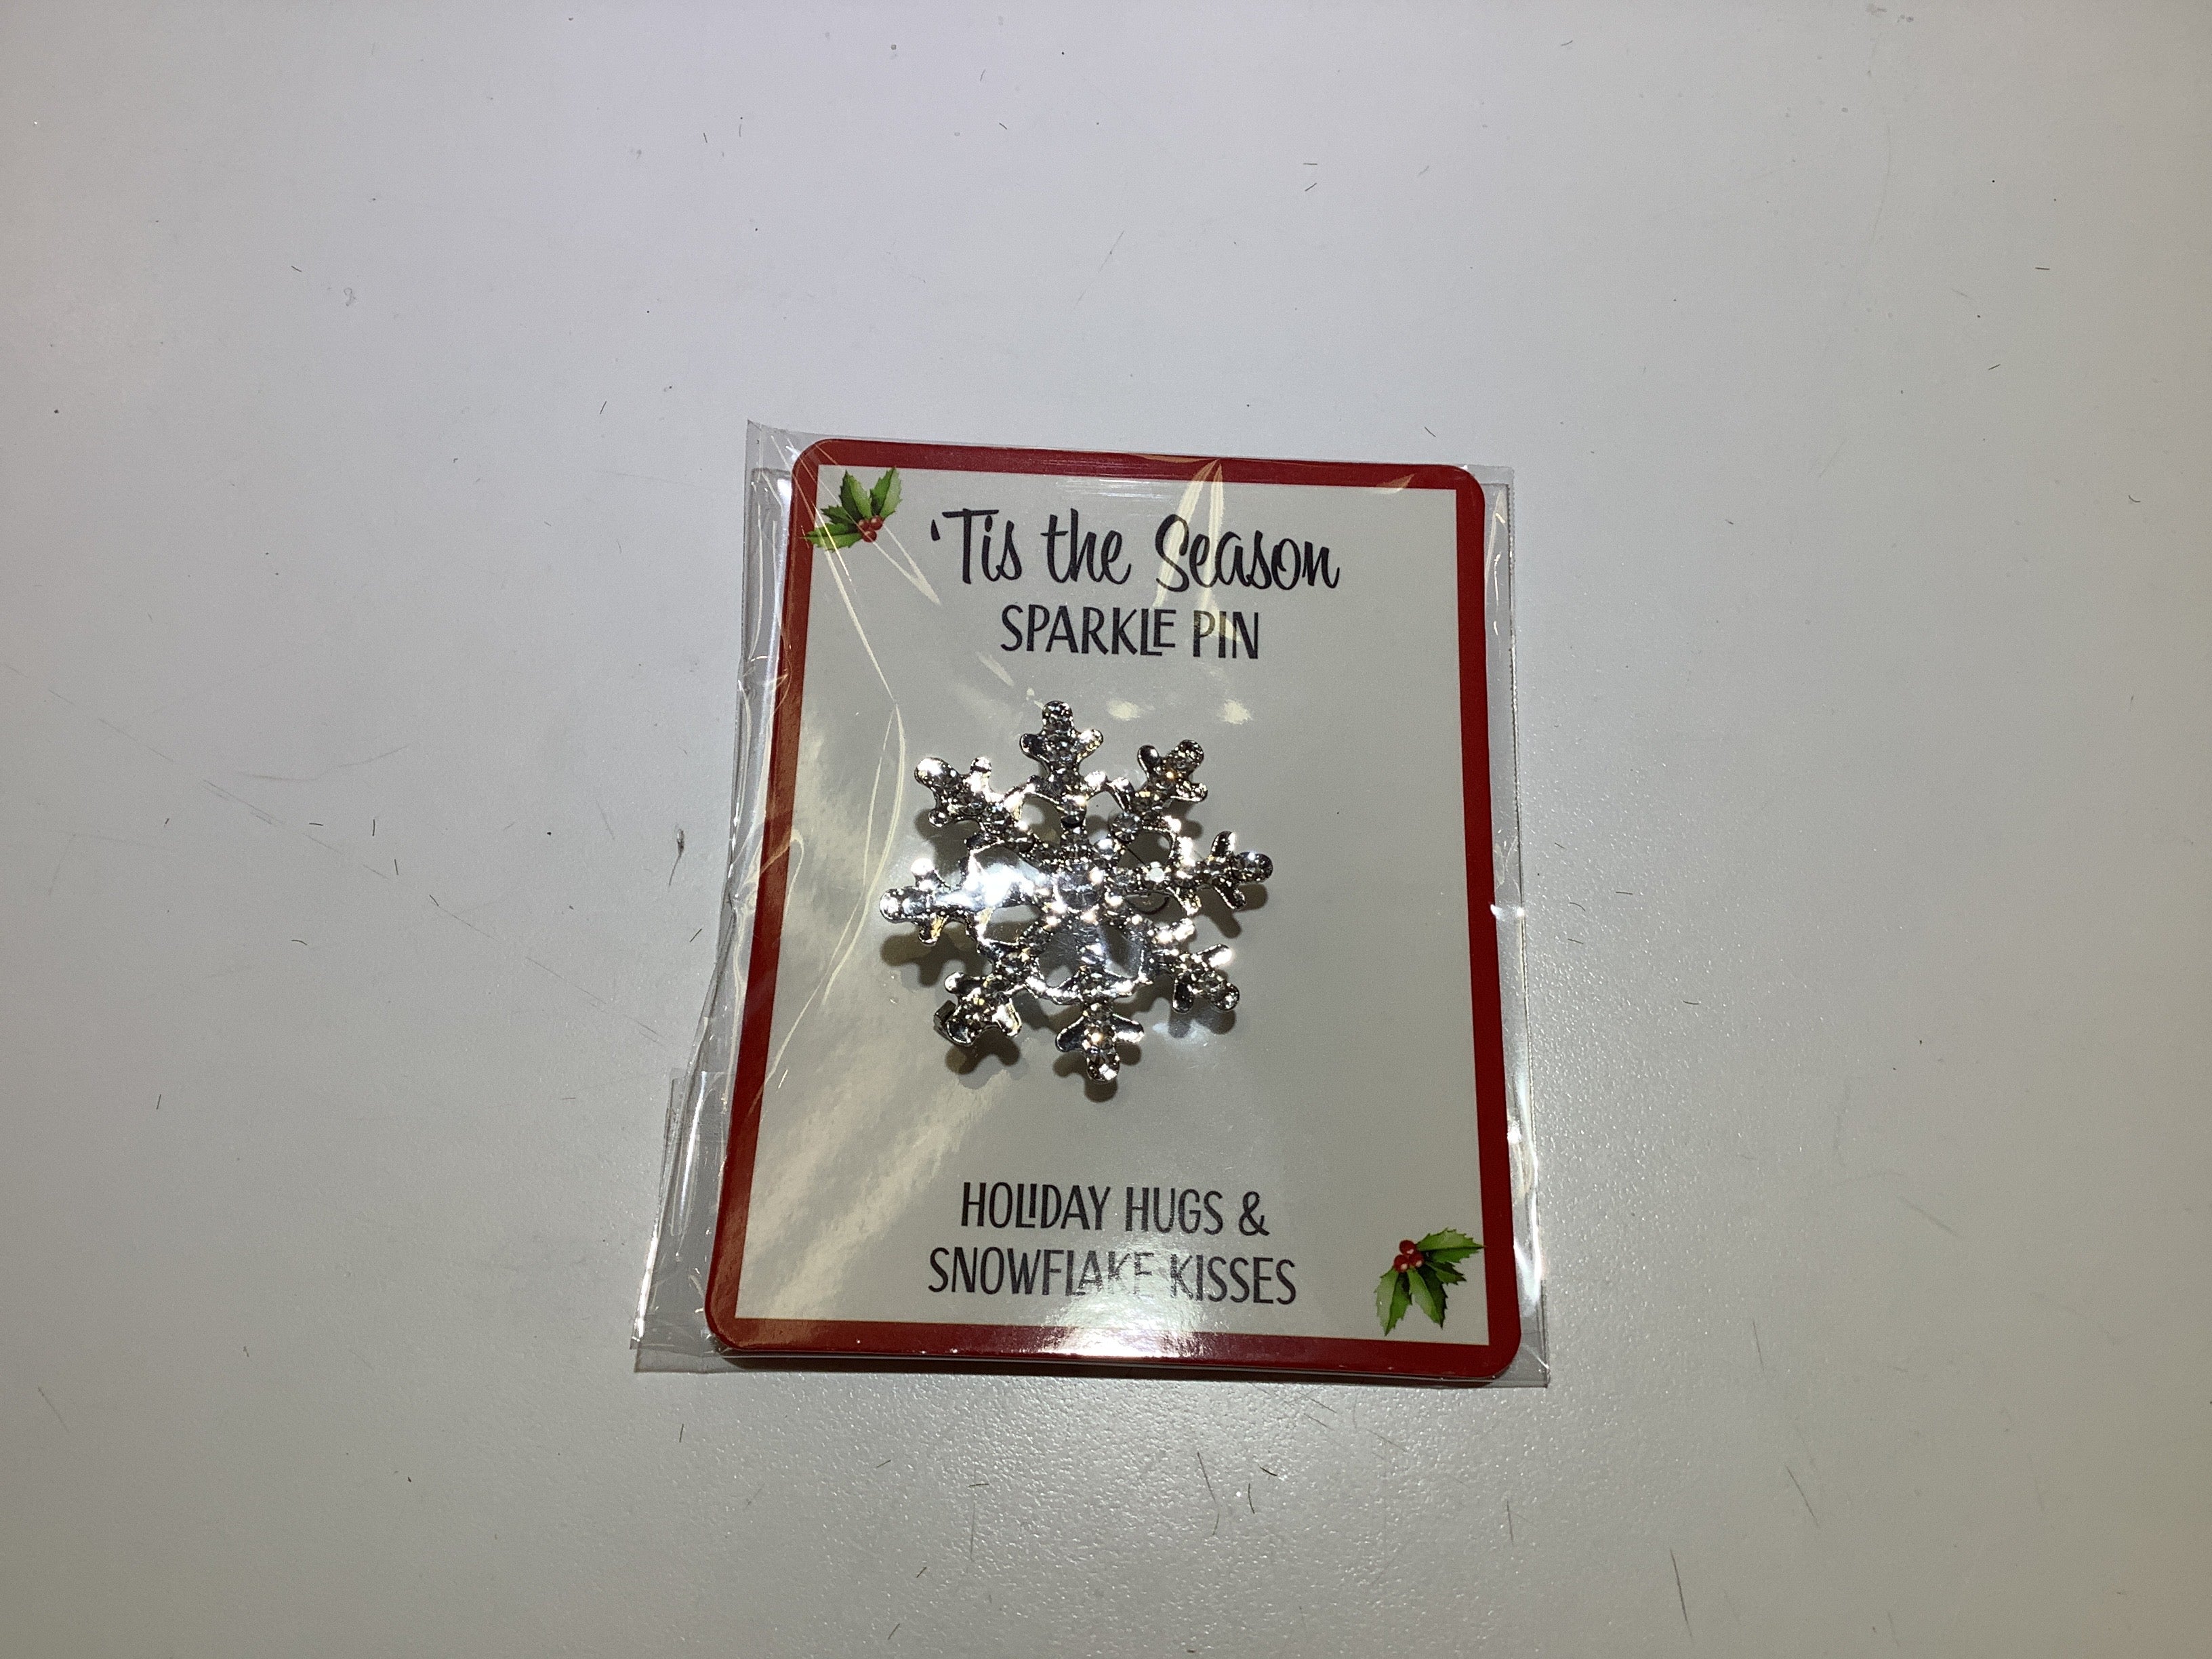 'Tis the Season
SPARKLE PIN
HOLIDAY HUGS &
SNOWFLAKE KISSES